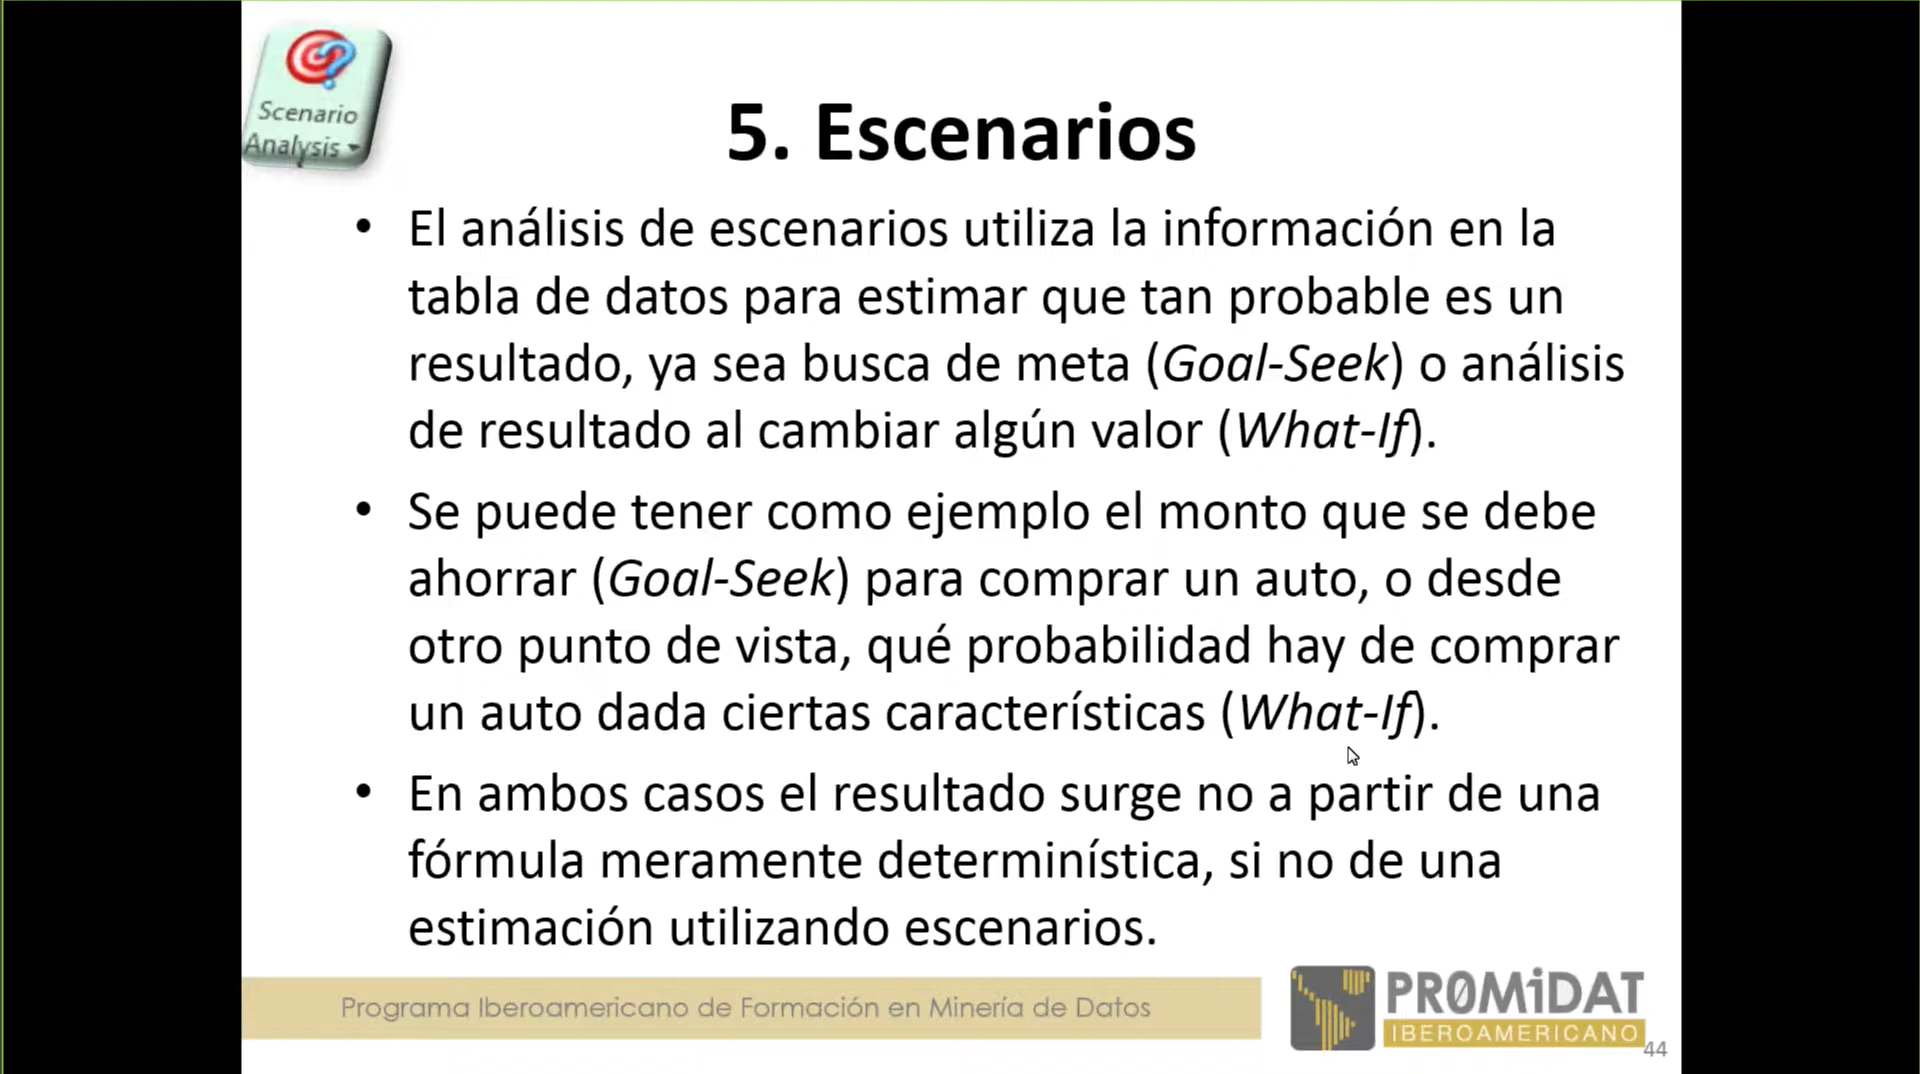 Scenario
Analysis
5. Escenarios
• El análisis de escenarios utiliza la información en la
tabla de datos para estimar que tan probable es un
resultado, ya sea busca de meta (Goal-Seek) o análisis
de resultado al cambiar algún valor (What-If).
• Se puede tener como ejemplo el monto que se debe
ahorrar (Goal-Seek) para comprar un auto, o desde
otro punto de vista, qué probabilidad hay de comprar
un auto dada ciertas características (What-If).
• En ambos casos el resultado surge no a partir de una
fórmula meramente determinística, si no de una
estimación utilizando escenarios.
Programa Iberoamericano de Formación en Minería de Datos
PR0MiDAT
IBEROAMERICANO
44